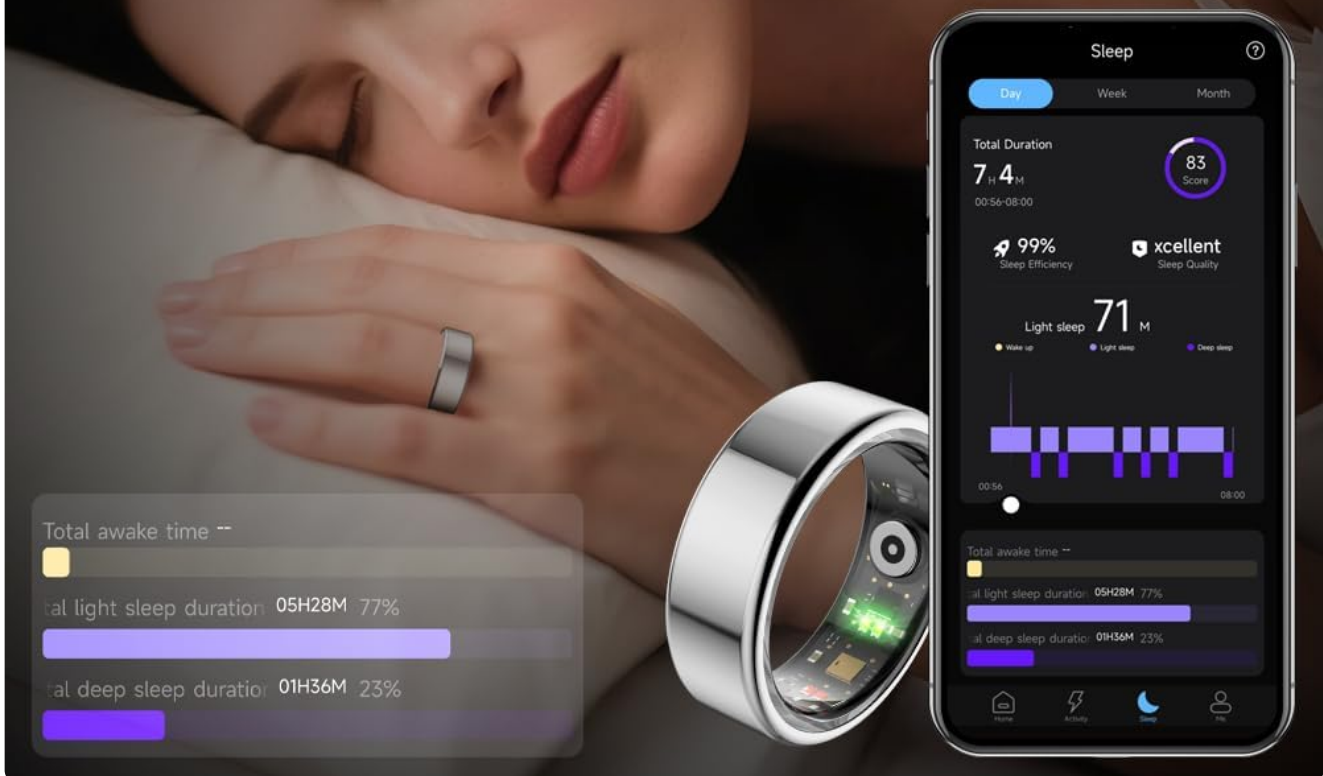 Total awake time --
:al light sleep duration 05H28M 77%
:al deep sleep duratio 01H36M 23%
Sleep
?
Day Week Month
Total Duration
7 H 4 M
00:56-08:00
83
Score
99%
Sleep Efficiency
xcellent
Sleep Quality
Light sleep 71 M
Wake up Light sleep Deep sleep
00:56
08:00
Total awake time --
:al light sleep duration 05H28M 77%
:al deep sleep duratio 01H36M 23%
Home Activity Sleep Me